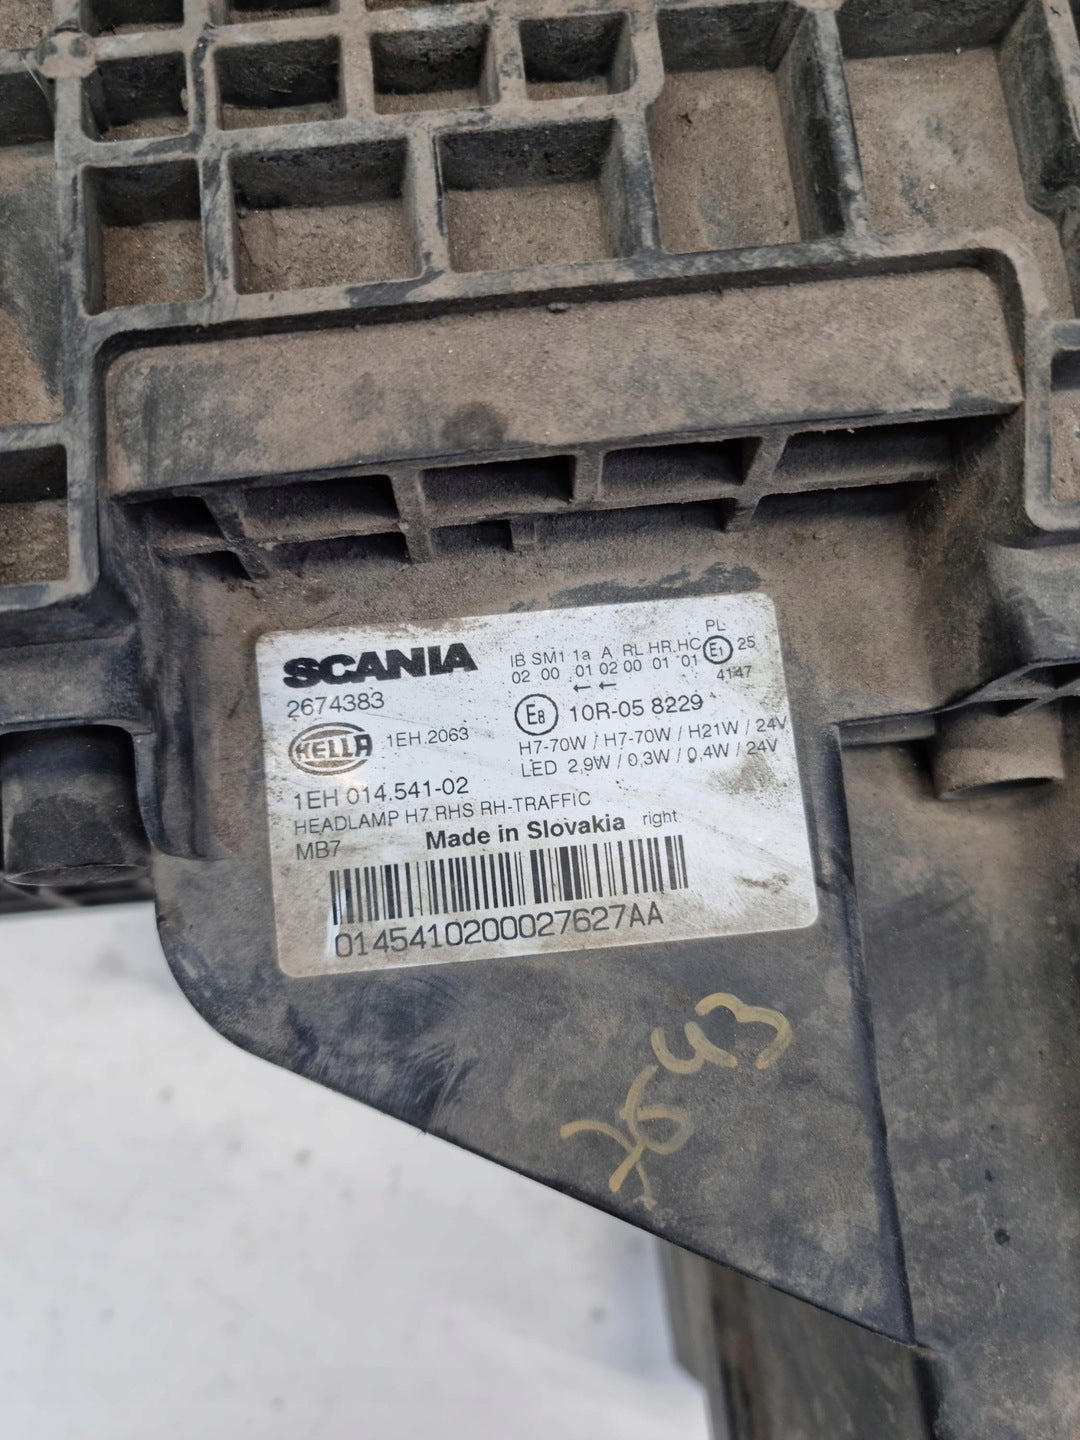 SCANIA
2674383
HELLA 1EH.2063
1EH 014.541-02
HEADLAMP H7 RHS RH-TRAFFIC
MB7 Made in Slovakia right
0145410200027627AA
PL
IB SM1 1a A RL HR.HC E1 25
02 00 01 02 00 01 01
4147
←←
E8 10R-05 8229
H7-70W / H7-70W / H21W / 24V
LED 2,9W / 0,3W / 0,4W / 24V